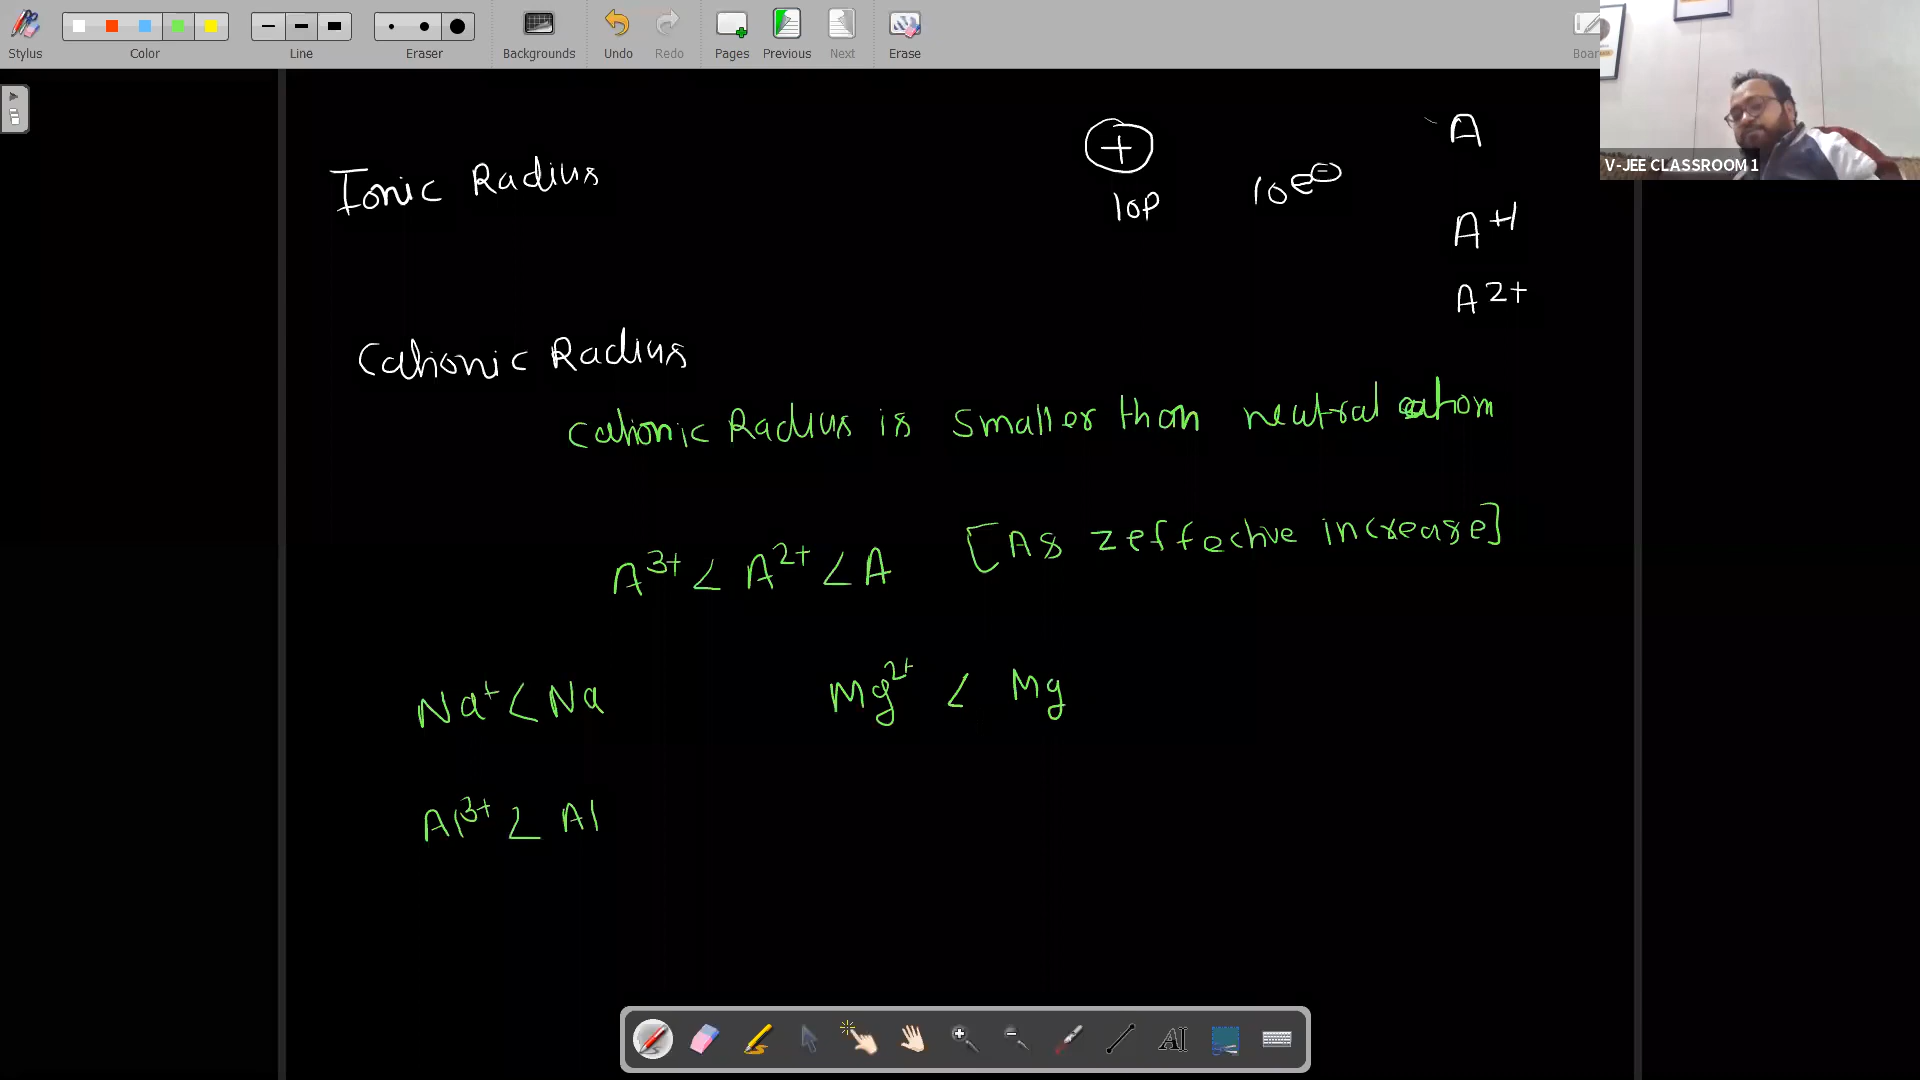 Stylus Color Line Eraser Backgrounds Undo Redo Pages Previous Next Erase Boar
V-JEE CLASSROOM 1
Ionic Radius
+
10p
10e⊖
A
A+1
A2+
Cationic Radius
Cationic Radius is smaller than neutral atom
A3+ < A2+ < A [As zeffective increase]
Na+ < Na Mg2+ < Mg
Al3+ < Al